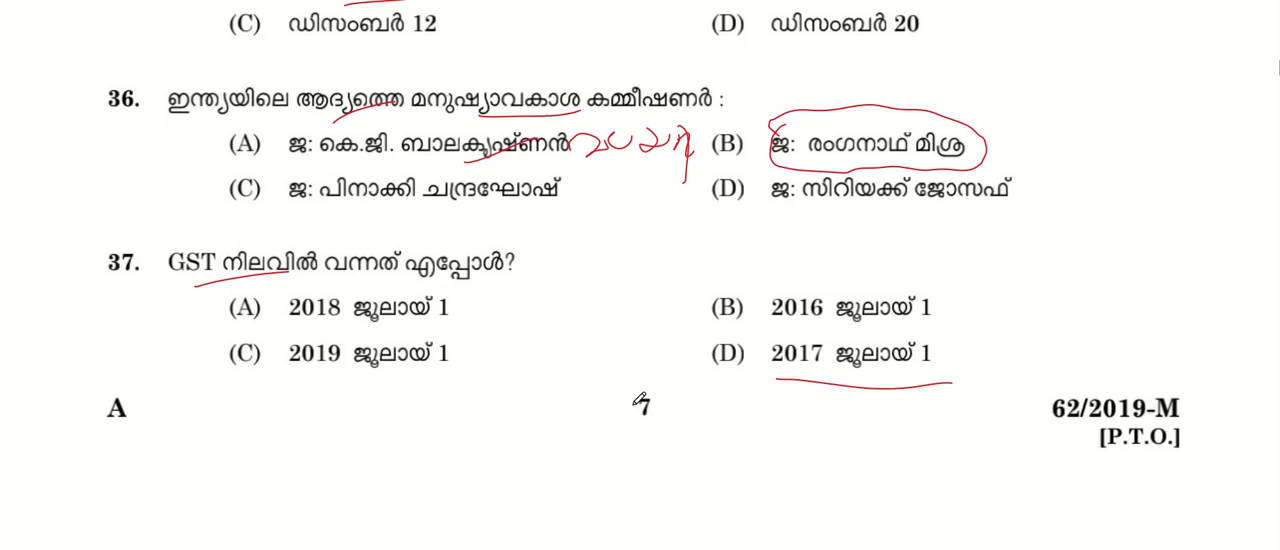 (C) ഡിസംബർ 12 (D) ഡിസംബർ 20
36. ഇന്ത്യയിലെ ആദ്യത്തെ മനുഷ്യാവകാശ കമ്മീഷണർ :
(A) ജ: കെ.ജി. ബാലകൃഷ്ണൻ (B) ജ: രംഗനാഥ് മിശ്ര
(C) ജ: പിനാക്കി ചന്ദ്രഘോഷ് (D) ജ: സിറിയക്ക് ജോസഫ്
37. GST നിലവിൽ വന്നത് എപ്പോൾ?
(A) 2018 ജൂലായ് 1 (B) 2016 ജൂലായ് 1
(C) 2019 ജൂലായ് 1 (D) 2017 ജൂലായ് 1
A 7 62/2019-M
[P.T.O.]